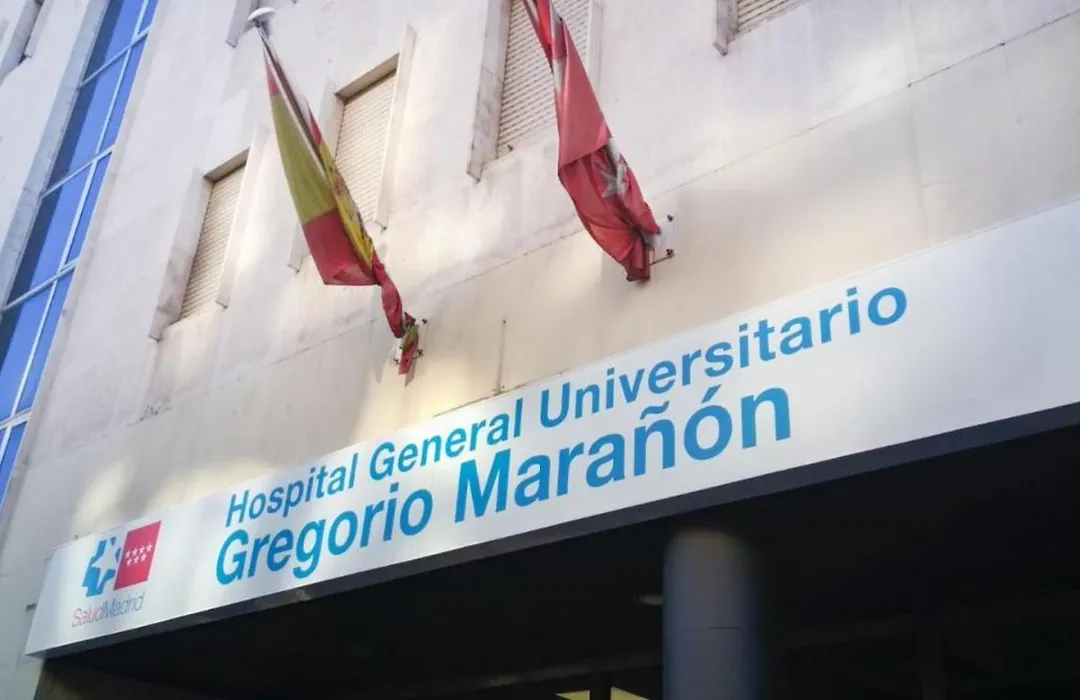 Hospital General Universitario
Gregorio Marañón
SaludMadrid